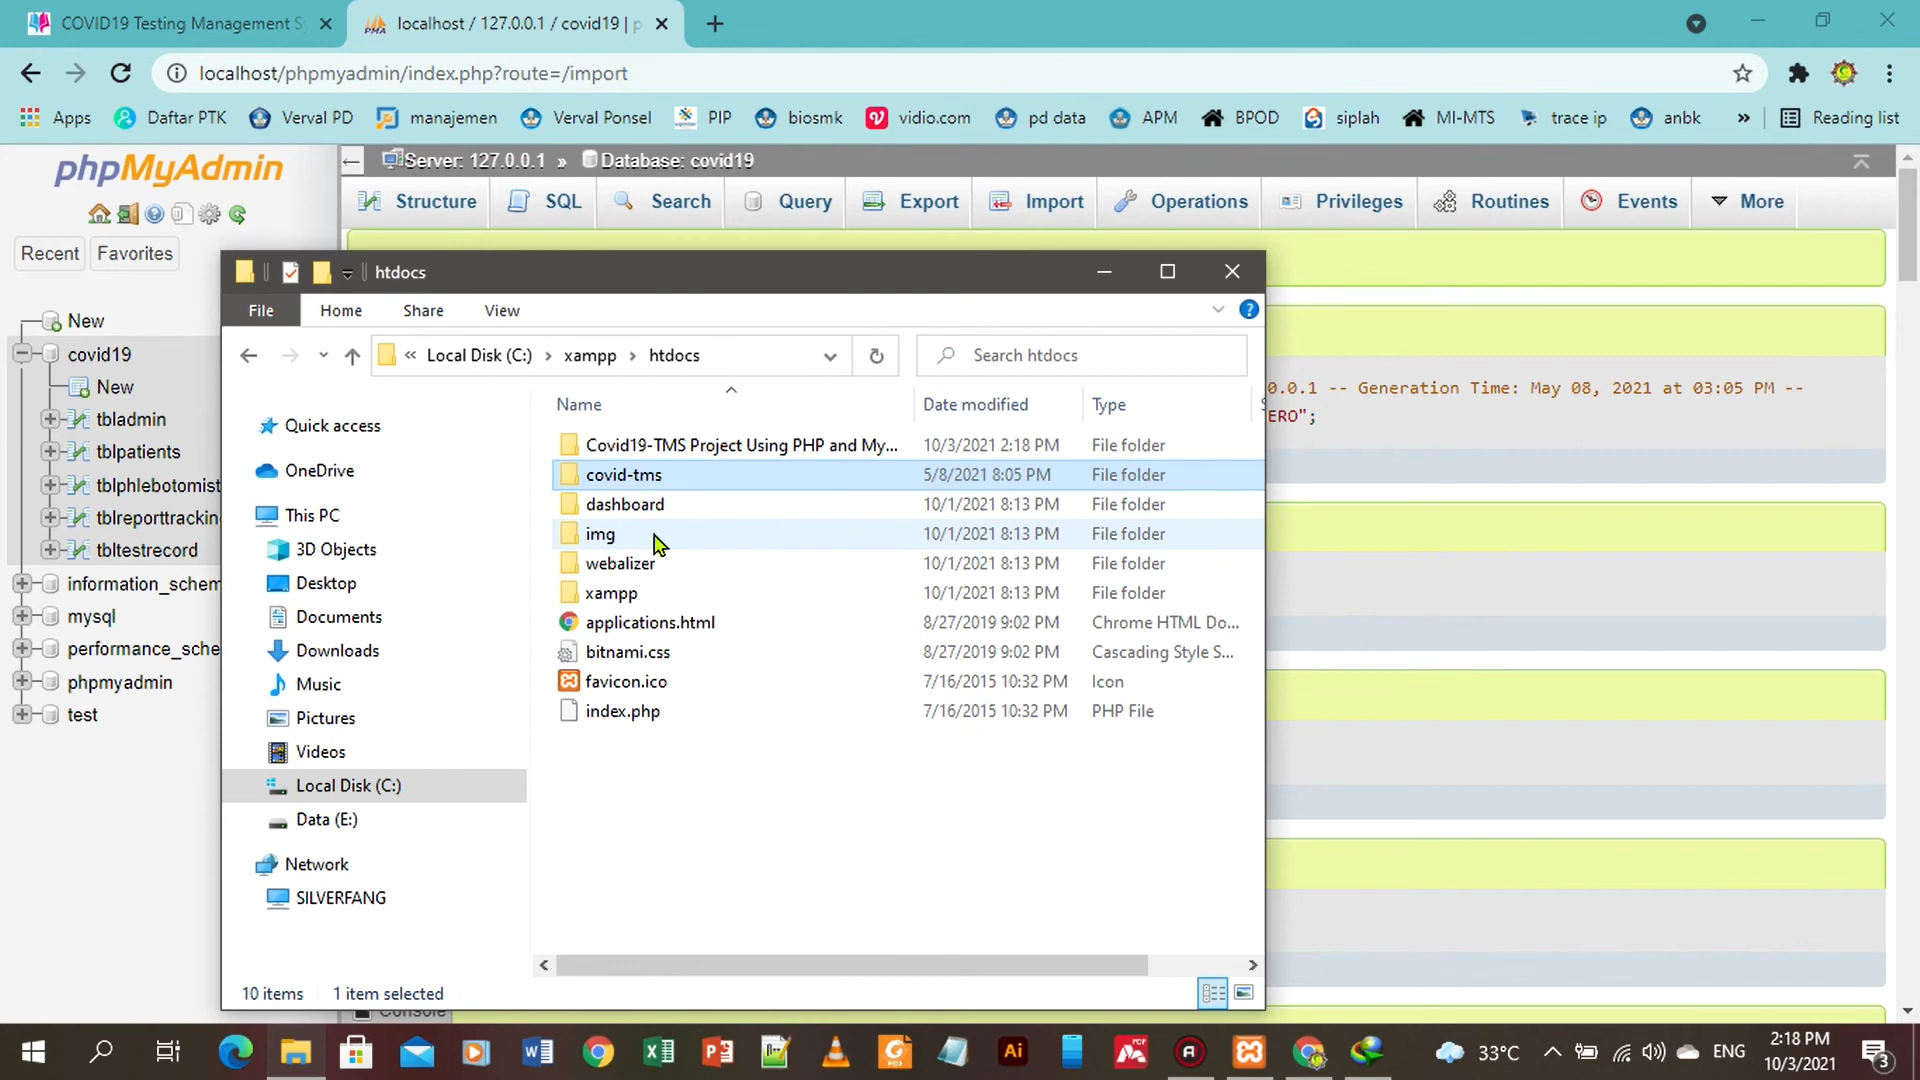 COVID19 Testing Management S
localhost / 127.0.0.1 / covid19 | p
localhost/phpmyadmin/index.php?route=/import
Apps
Daftar PTK
Verval PD
manajemen
Verval Ponsel
PIP
biosmk
vidio.com
pd data
APM
BPOD
siplah
MI-MTS
trace ip
anbk
»
Reading list
phpMyAdmin
Server: 127.0.0.1 » Database: covid19
Structure
SQL
Search
Query
Export
Import
Operations
Privileges
Routines
Events
More
Recent
Favorites
New
covid19
New
tbladmin
tblpatients
tblphlebotomist
tblreporttrackin
tbltestrecord
information_schem
mysql
performance_sche
phpmyadmin
test
0.0.1 -- Generation Time: May 08, 2021 at 03:05 PM --
ERO";
Console
htdocs
File
Home
Share
View
« Local Disk (C:) › xampp › htdocs
Search htdocs
Quick access
OneDrive
This PC
3D Objects
Desktop
Documents
Downloads
Music
Pictures
Videos
Local Disk (C:)
Data (E:)
Network
SILVERFANG
Name Date modified Type
Covid19-TMS Project Using PHP and My... 10/3/2021 2:18 PM File folder
covid-tms 5/8/2021 8:05 PM File folder
dashboard 10/1/2021 8:13 PM File folder
img 10/1/2021 8:13 PM File folder
webalizer 10/1/2021 8:13 PM File folder
xampp 10/1/2021 8:13 PM File folder
applications.html 8/27/2019 9:02 PM Chrome HTML Do...
bitnami.css 8/27/2019 9:02 PM Cascading Style S...
favicon.ico 7/16/2015 10:32 PM Icon
index.php 7/16/2015 10:32 PM PHP File
10 items 1 item selected
33°C
ENG
2:18 PM
10/3/2021
3